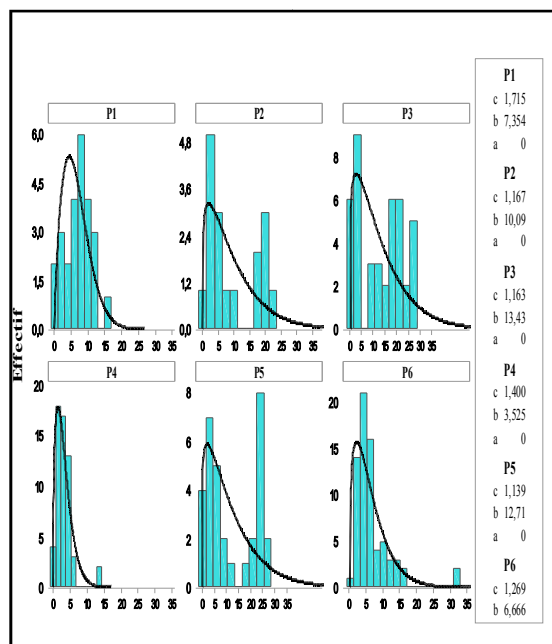 P1
P2
P3
6,0
4,5
3,0
1,5
0,0
0 5 10 15 20 25 30 35
4,8
3,6
2,4
1,2
0,0
0 5 10 15 20 25 30 35
8
6
4
2
0
0 5 10 15 20 25 30 35
Effectif
P4
P5
P6
20
15
10
5
0
0 5 10 15 20 25 30 35
8
6
4
2
0
0 5 10 15 20 25 30 35
20
15
10
5
0
0 5 10 15 20 25 30 35
P1
c 1,715
b 7,354
a 0
P2
c 1,167
b 10,09
a 0
P3
c 1,163
b 13,43
a 0
P4
c 1,400
b 3,525
a 0
P5
c 1,139
b 12,71
a 0
P6
c 1,269
b 6,666